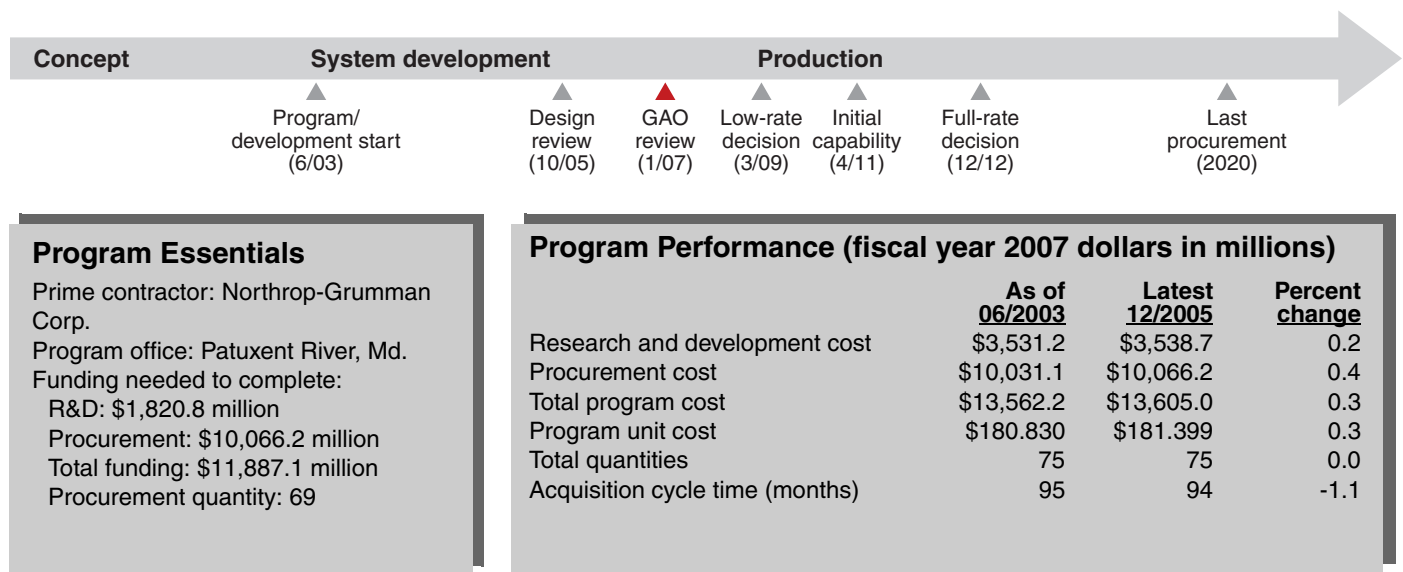 Concept System development Production
Program/
development start
(6/03)
Design
review
(10/05)
GAO
review
(1/07)
Low-rate
decision
(3/09)
Initial
capability
(4/11)
Full-rate
decision
(12/12)
Last
procurement
(2020)
Program Essentials
Prime contractor: Northrop-Grumman
Corp.
Program office: Patuxent River, Md.
Funding needed to complete:
R&D: $1,820.8 million
Procurement: $10,066.2 million
Total funding: $11,887.1 million
Procurement quantity: 69
Program Performance (fiscal year 2007 dollars in millions)
As of Latest Percent
06/2003 12/2005 change
Research and development cost $3,531.2 $3,538.7 0.2
Procurement cost $10,031.1 $10,066.2 0.4
Total program cost $13,562.2 $13,605.0 0.3
Program unit cost $180.830 $181.399 0.3
Total quantities 75 75 0.0
Acquisition cycle time (months) 95 94 -1.1